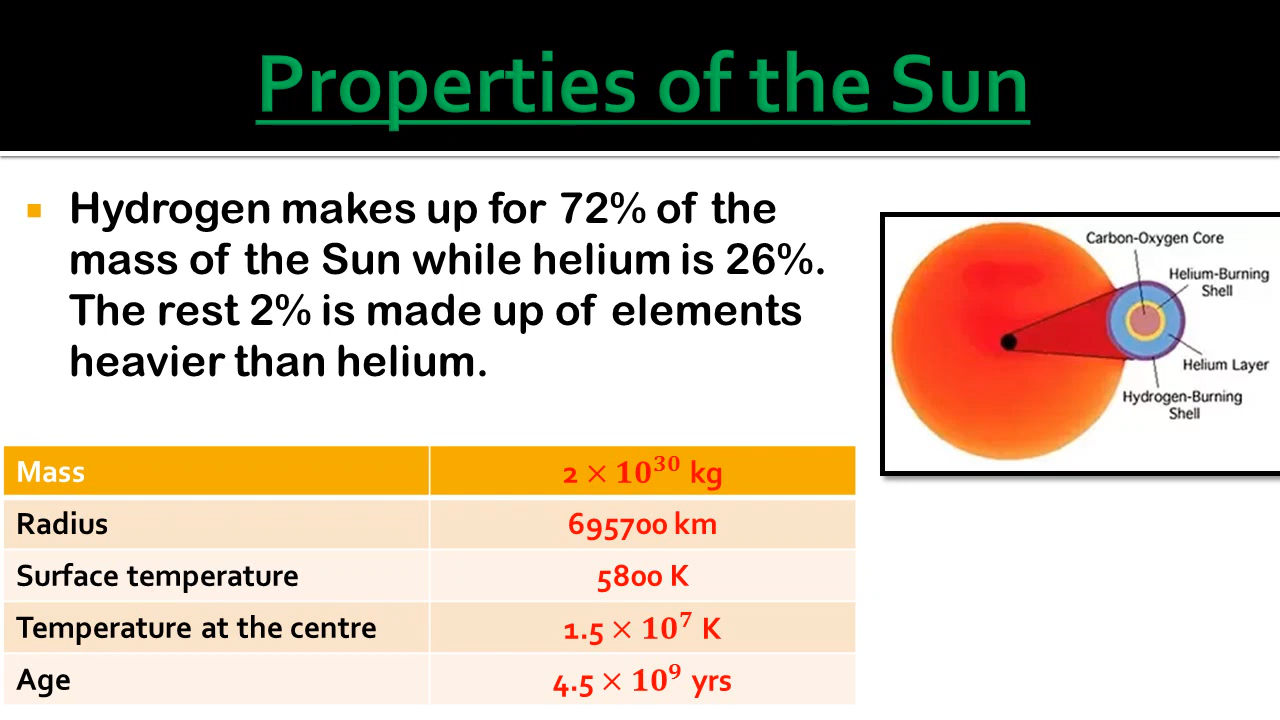 Properties of the Sun
Hydrogen makes up for 72% of the
mass of the Sun while helium is 26%.
The rest 2% is made up of elements
heavier than helium.
Carbon-Oxygen Core
Helium-Burning
Shell
Helium Layer
Hydrogen-Burning
Shell
Mass 2 × 10³⁰ kg
Radius 695700 km
Surface temperature 5800 K
Temperature at the centre 1.5 × 10⁷ K
Age 4.5 × 10⁹ yrs